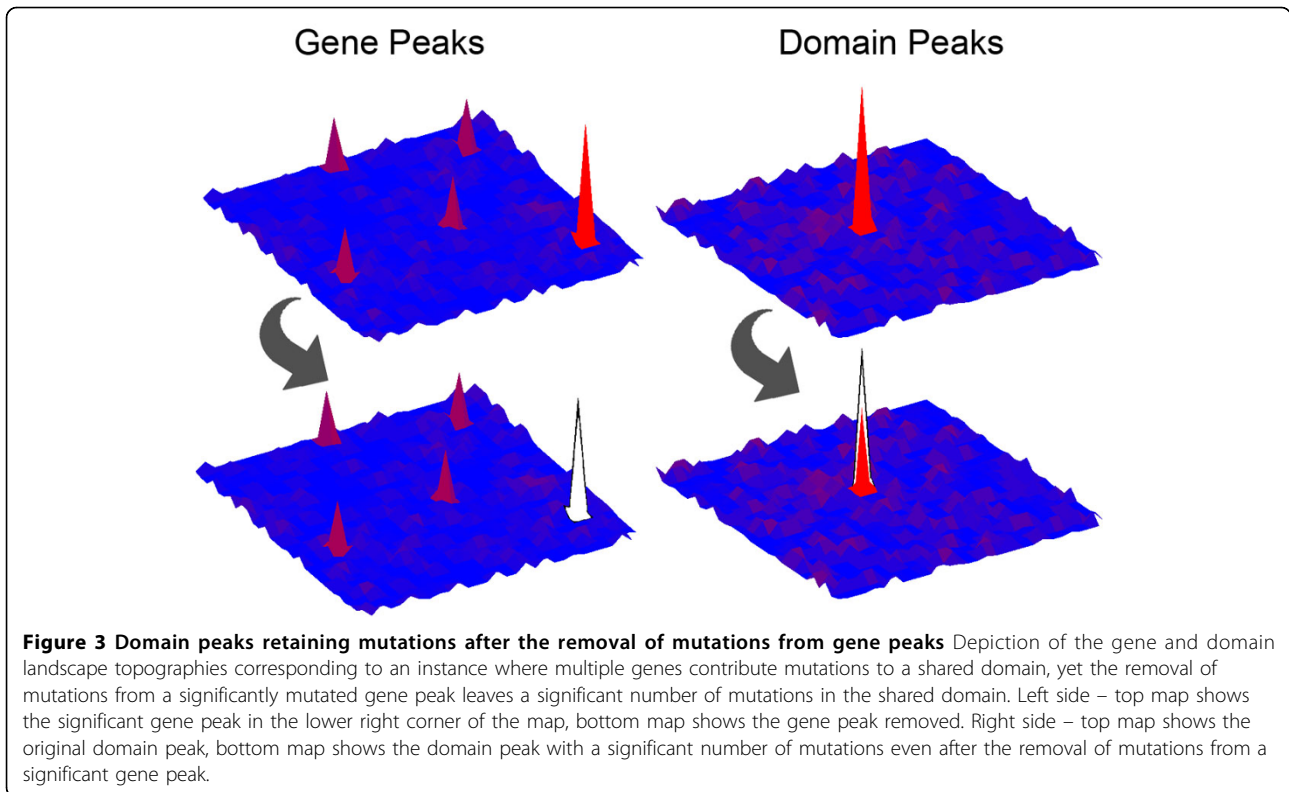 Gene Peaks
Domain Peaks
Figure 3 Domain peaks retaining mutations after the removal of mutations from gene peaks Depiction of the gene and domain
landscape topographies corresponding to an instance where multiple genes contribute mutations to a shared domain, yet the removal of
mutations from a significantly mutated gene peak leaves a significant number of mutations in the shared domain. Left side – top map shows
the significant gene peak in the lower right corner of the map, bottom map shows the gene peak removed. Right side – top map shows the
original domain peak, bottom map shows the domain peak with a significant number of mutations even after the removal of mutations from a
significant gene peak.